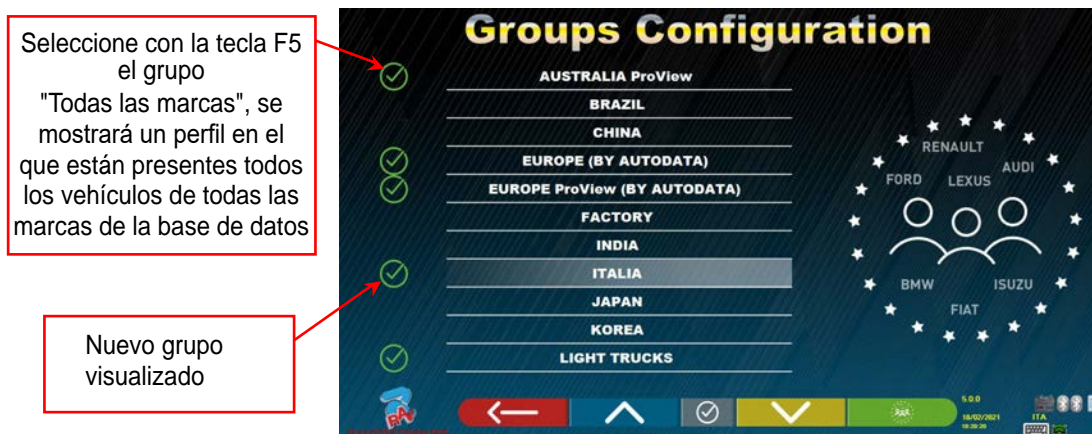 Seleccione con la tecla F5
el grupo
"Todas las marcas", se
mostrará un perfil en el
que están presentes todos
los vehículos de todas las
marcas de la base de datos
Nuevo grupo
visualizado
Groups Configuration
AUSTRALIA ProView
BRAZIL
CHINA
EUROPE (BY AUTODATA)
EUROPE ProView (BY AUTODATA)
FACTORY
INDIA
ITALIA
JAPAN
KOREA
LIGHT TRUCKS
RENAULT
AUDI
FORD
LEXUS
BMW
ISUZU
FIAT
RAV
5.0.0
18/02/2021
ITA